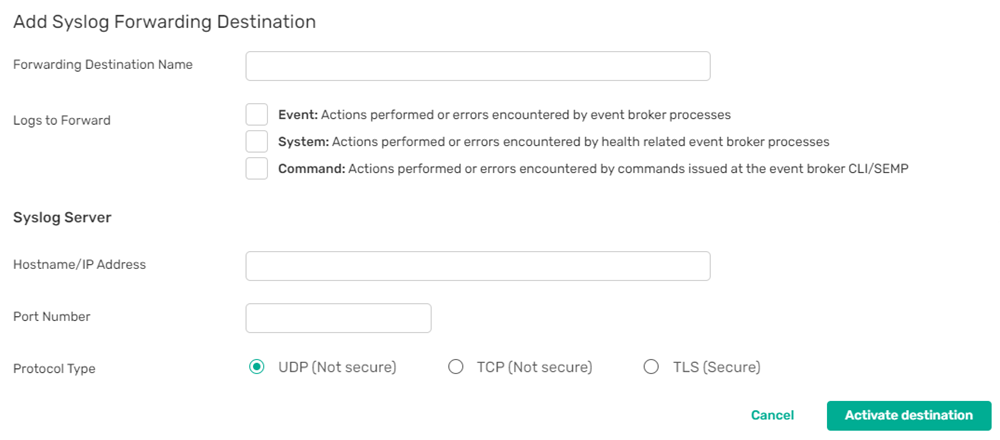 Add Syslog Forwarding Destination
Forwarding Destination Name
Logs to Forward
Event: Actions performed or errors encountered by event broker processes
System: Actions performed or errors encountered by health related event broker processes
Command: Actions performed or errors encountered by commands issued at the event broker CLI/SEMP
Syslog Server
Hostname/IP Address
Port Number
Protocol Type
UDP (Not secure)
TCP (Not secure)
TLS (Secure)
Cancel
Activate destination